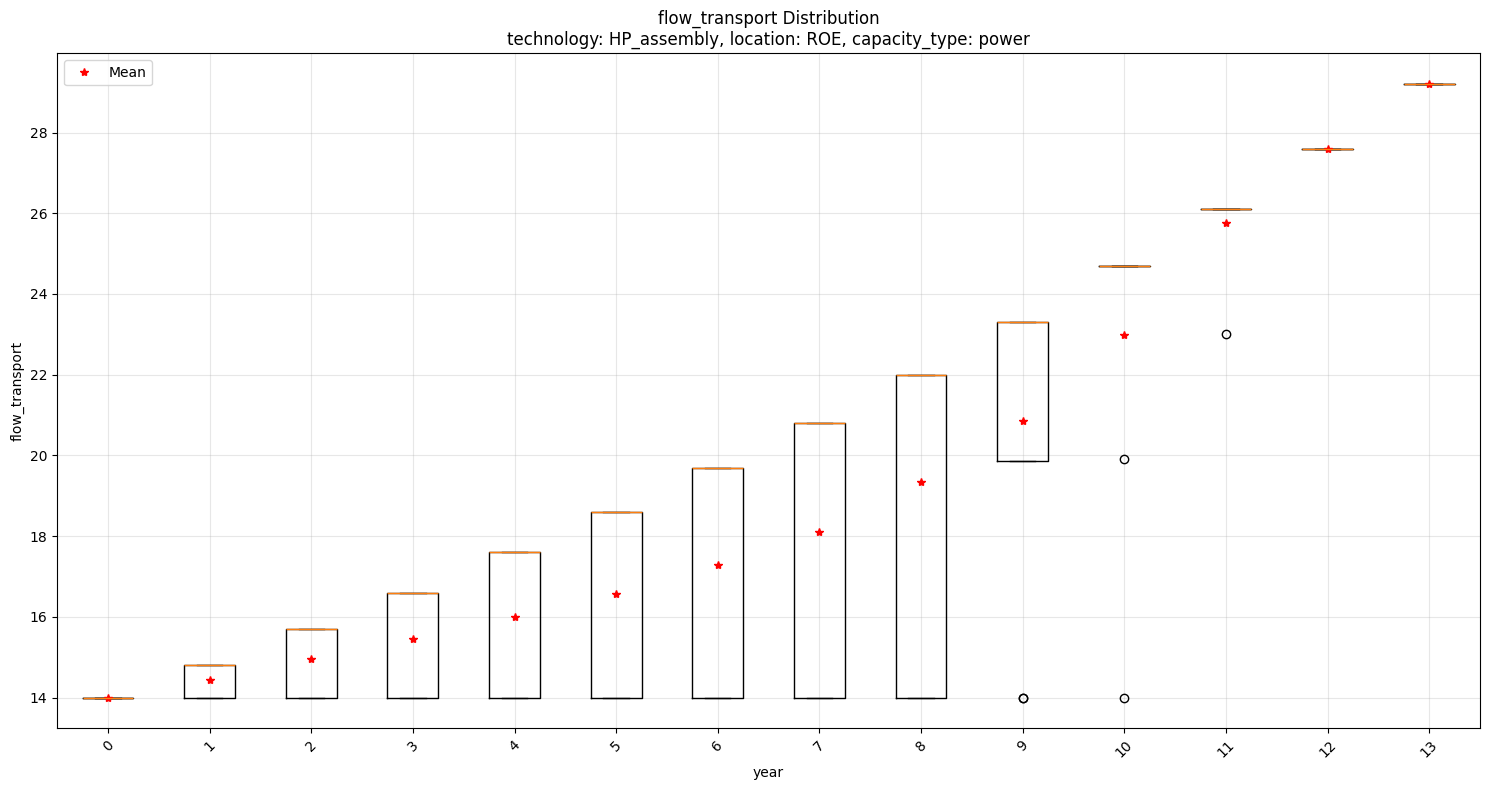 flow_transport Distribution
technology: HP_assembly, location: ROE, capacity_type: power
Mean
flow_transport
28
26
24
22
20
18
16
14
0 1 2 3 4 5 6 7 8 9 10 11 12 13
year